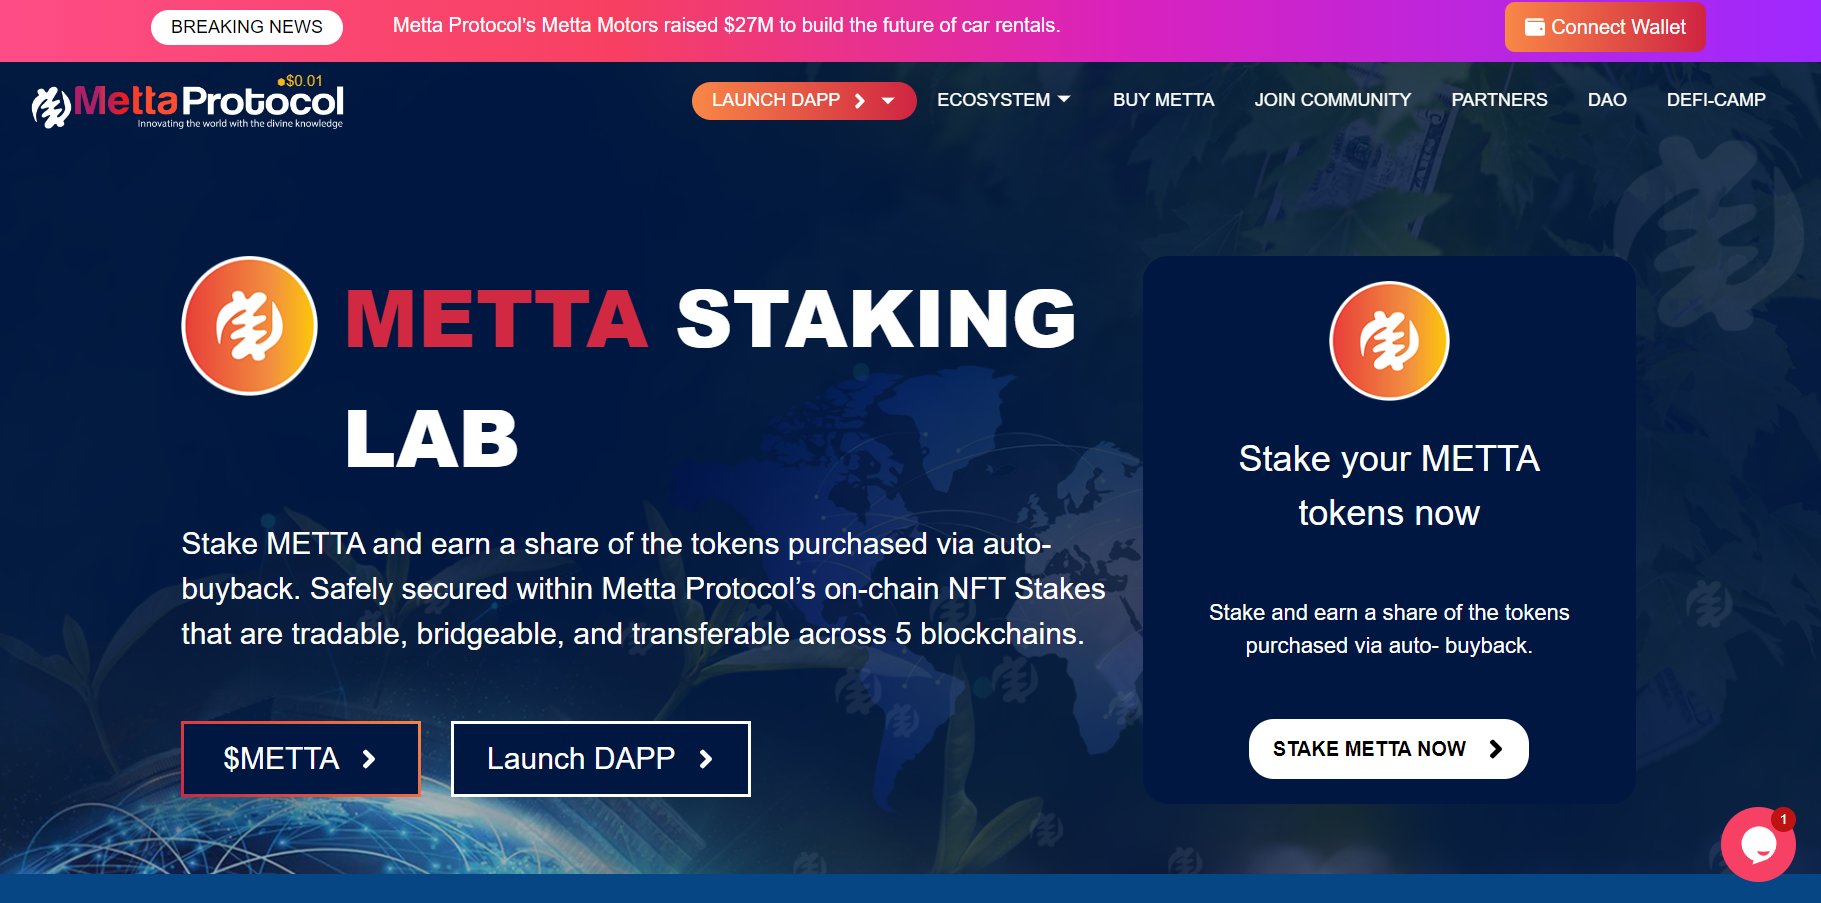 BREAKING NEWS
Metta Protocol’s Metta Motors raised $27M to build the future of car rentals.
Connect Wallet
$0.01
MettaProtocol
Innovating the world with the divine knowledge
LAUNCH DAPP
ECOSYSTEM
BUY METTA
JOIN COMMUNITY
PARTNERS
DAO
DEFI-CAMP
METTA STAKING
LAB
Stake METTA and earn a share of the tokens purchased via auto-
buyback. Safely secured within Metta Protocol’s on-chain NFT Stakes
that are tradable, bridgeable, and transferable across 5 blockchains.
$METTA
Launch DAPP
Stake your METTA
tokens now
Stake and earn a share of the tokens
purchased via auto- buyback.
STAKE METTA NOW
1